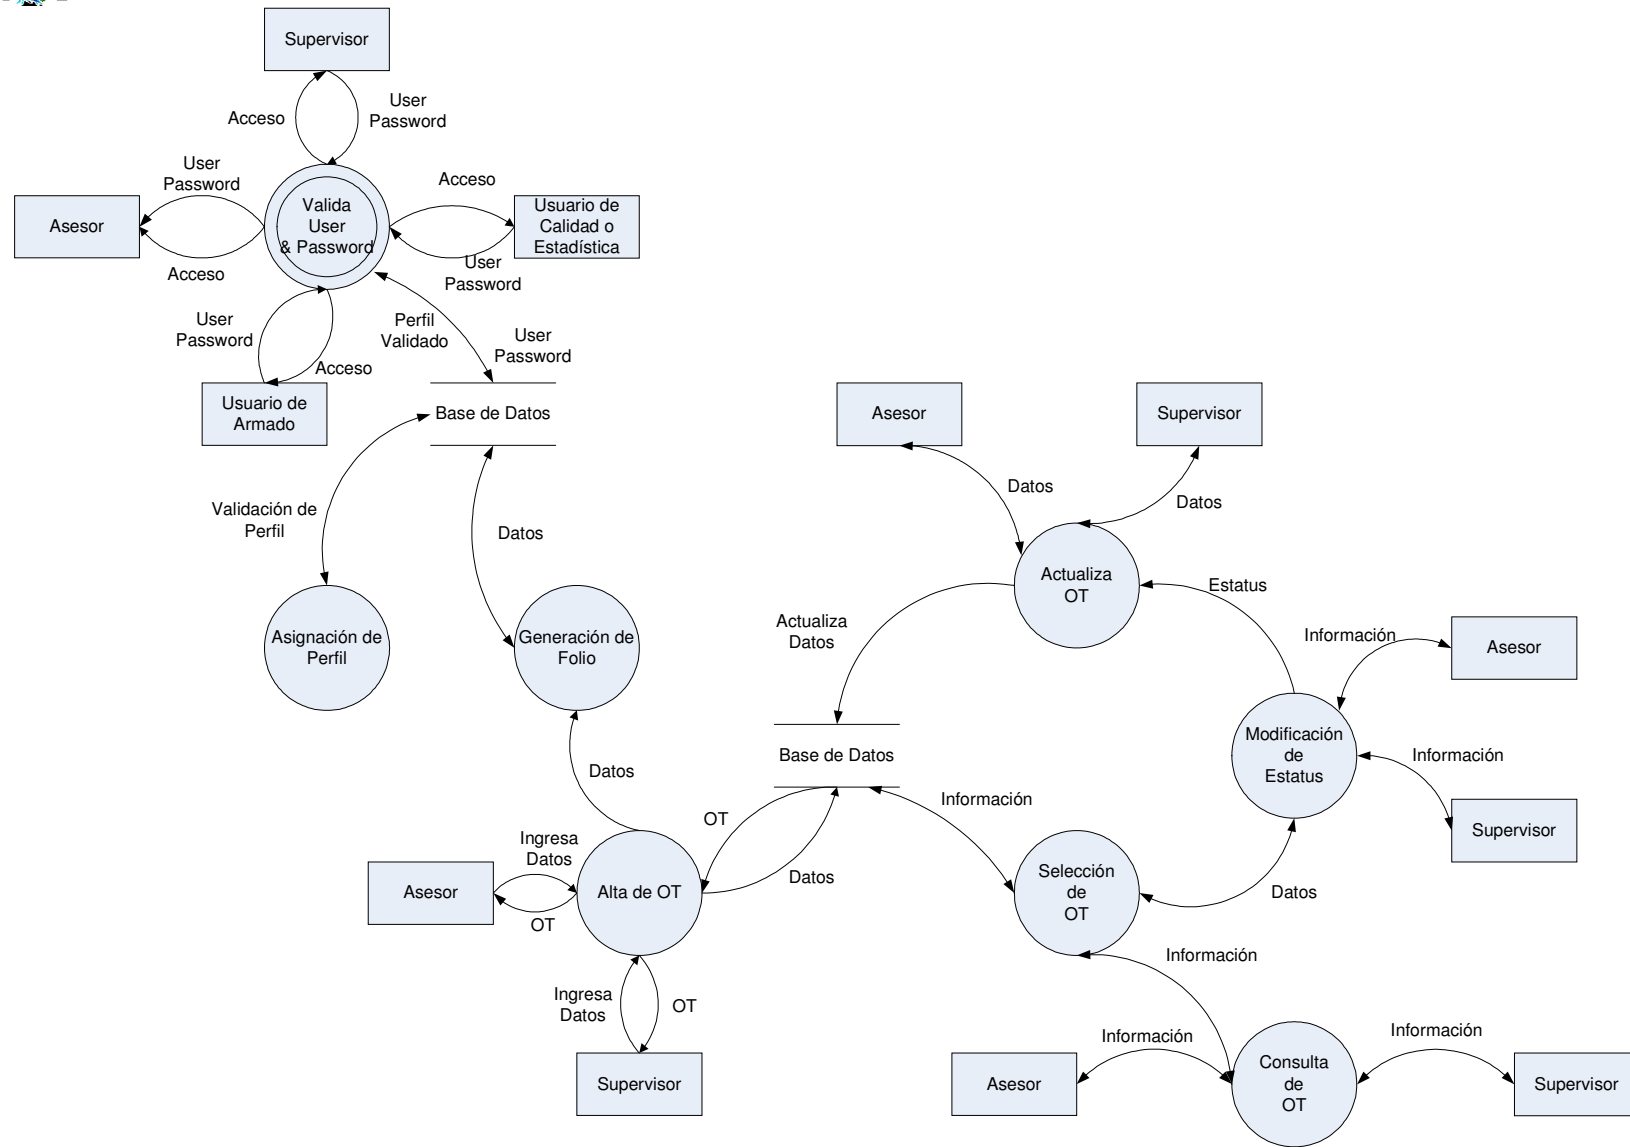 Supervisor
Acceso
User
Password
User
Password
Acceso
Asesor
Valida
User
& Password
Usuario de
Calidad o
Estadística
Acceso
User
Password
User
Password
Perfil
Validado
User
Password
Acceso
Usuario de
Armado
Base de Datos
Asesor
Supervisor
Validación de
Perfil
Datos
Datos
Datos
Actualiza
OT
Estatus
Asignación de
Perfil
Generación de
Folio
Actualiza
Datos
Información
Asesor
Modificación
de
Estatus
Información
Base de Datos
Datos
Información
OT
Supervisor
Ingresa
Datos
Asesor
Alta de OT
Datos
Selección
de
OT
Datos
OT
Información
Ingresa
Datos
OT
Información
Información
Supervisor
Asesor
Consulta
de
OT
Supervisor